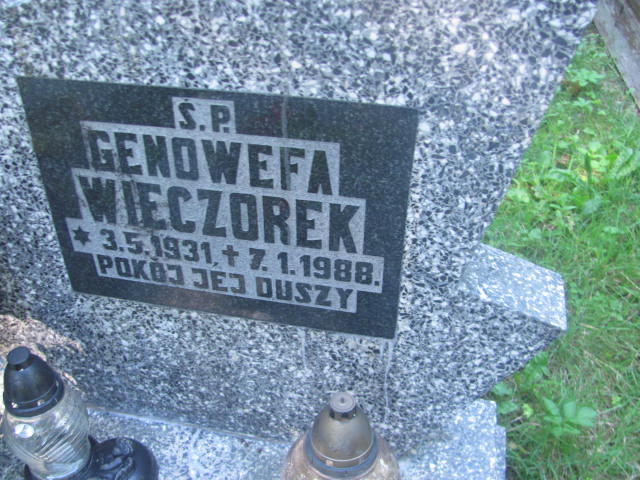 Ś.P.
GENOWEFA
WIECZOREK
★ 3.5.1931. ✝ 7.1.1988.
POKÓJ JEJ DUSZY